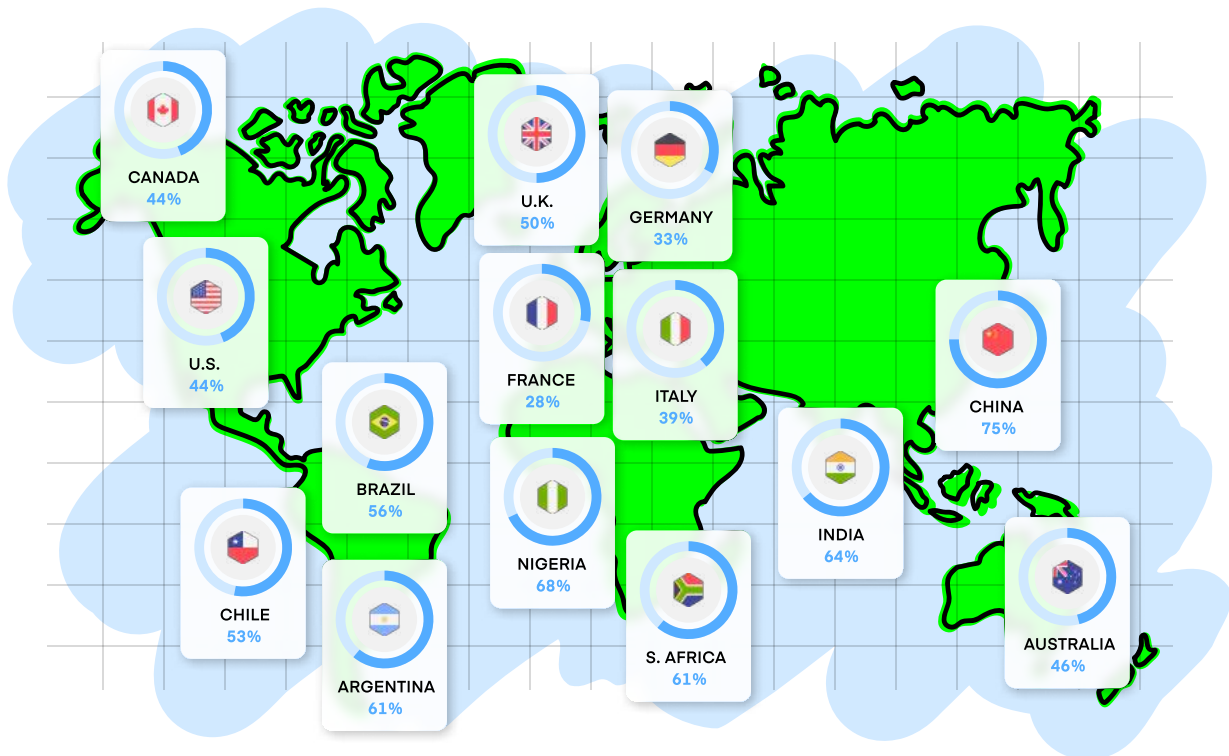 CANADA
44%
U.K.
50%
GERMANY
33%
U.S.
44%
FRANCE
28%
ITALY
39%
CHINA
75%
BRAZIL
56%
INDIA
64%
NIGERIA
68%
CHILE
53%
S. AFRICA
61%
AUSTRALIA
46%
ARGENTINA
61%